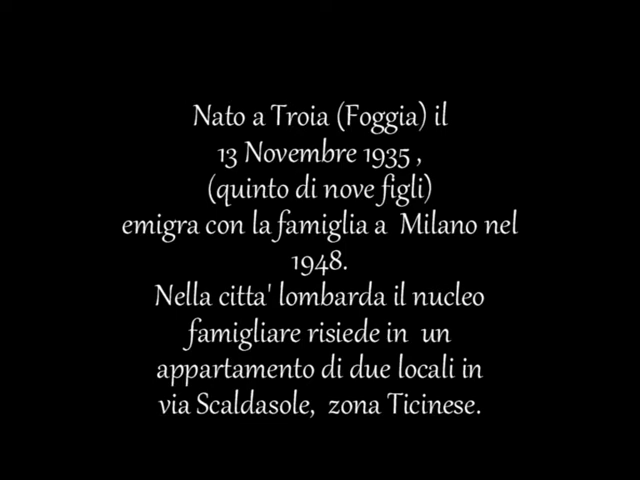 Nato a Troia (Foggia) il
13 Novembre 1935 ,
(quinto di nove figli)
emigra con la famiglia a  Milano nel
1948.
Nella citta' lombarda il nucleo
famigliare risiede in  un
appartamento di due locali in
via Scaldasole,  zona Ticinese.